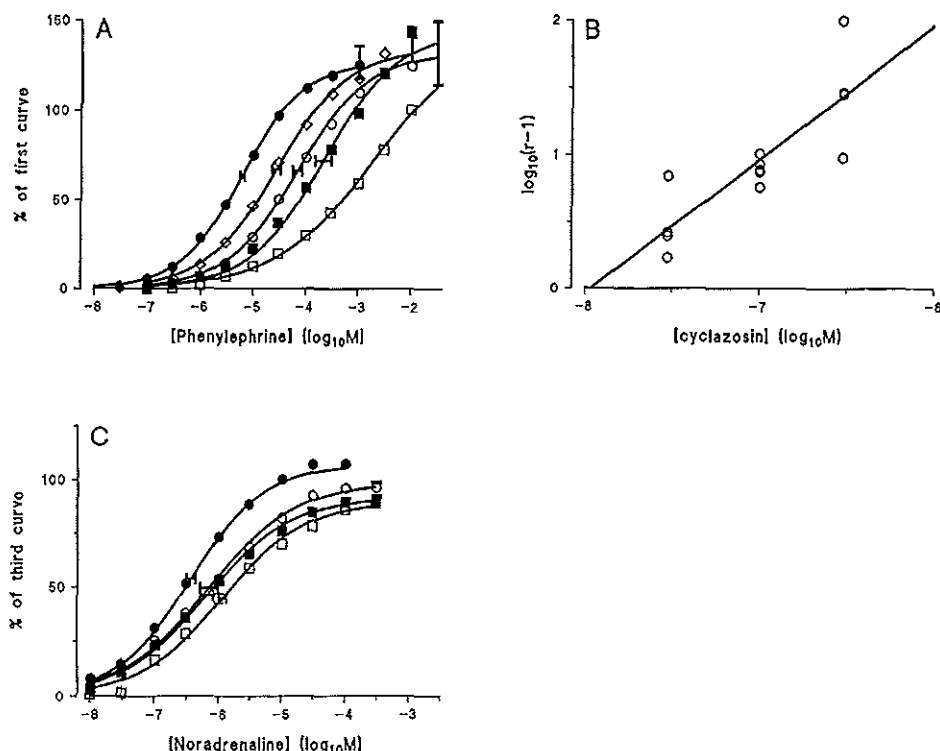 A
150
100
50
0
% of first curve
-8 -7 -6 -5 -4 -3 -2
[Phenylephrine] (log10M)
B
2
1
0
log10(r-1)
-8 -7 -6
[cyclazosin] (log10M)
C
100
50
0
% of third curve
-8 -7 -6 -5 -4 -3
[Noradrenaline] (log10M)